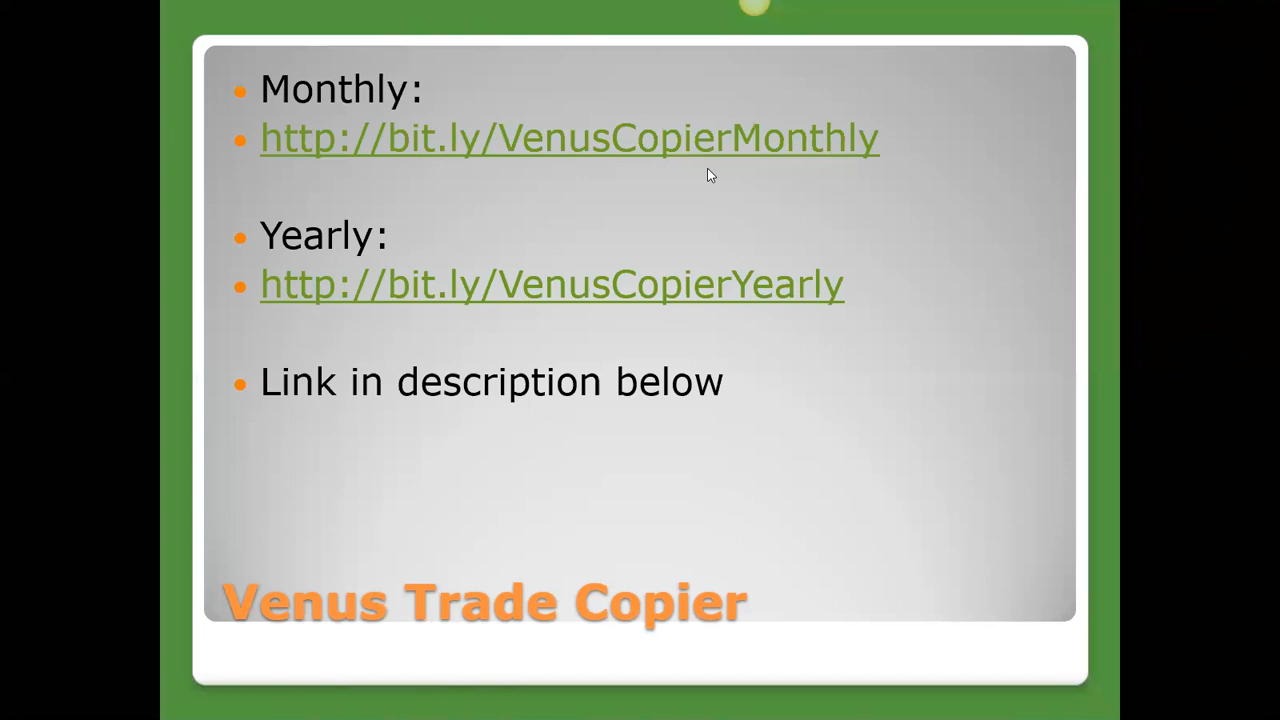 Monthly:
http://bit.ly/VenusCopierMonthly
Yearly:
http://bit.ly/VenusCopierYearly
Link in description below
Venus Trade Copier